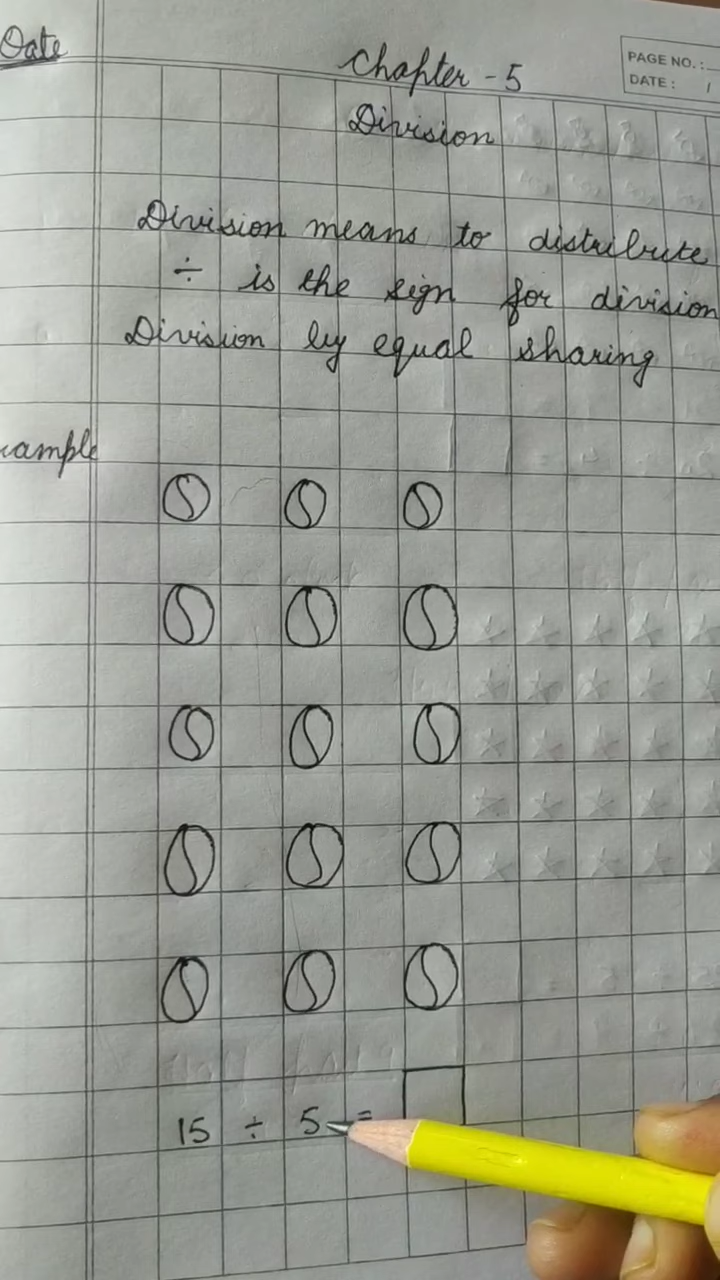 Date
Chapter - 5
PAGE NO.:
DATE: /
Division
Division means to distribute
÷ is the sign for division
Division by equal sharing
xample
15 ÷ 5 =